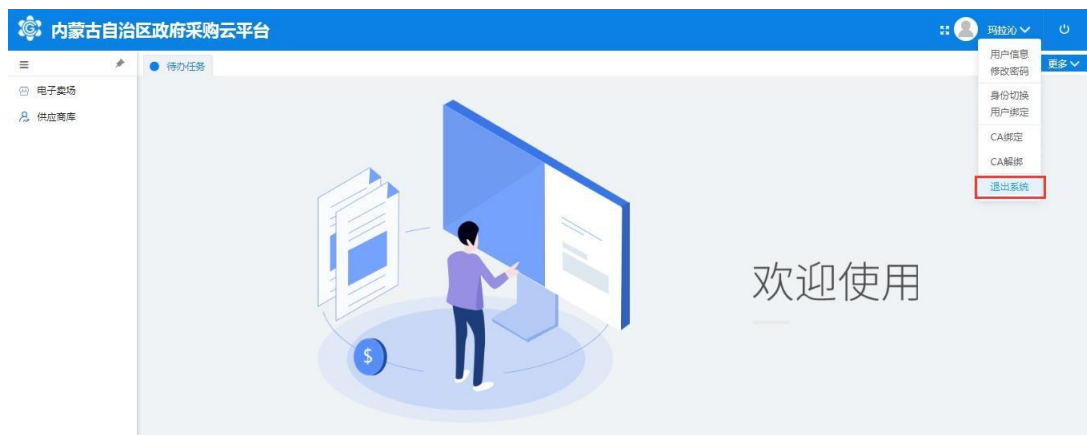 内蒙古自治区政府采购云平台
玛拉沁
待办任务
更多
电子卖场
供应商库
用户信息
修改密码
身份切换
用户绑定
CA绑定
CA解绑
退出系统
欢迎使用
$